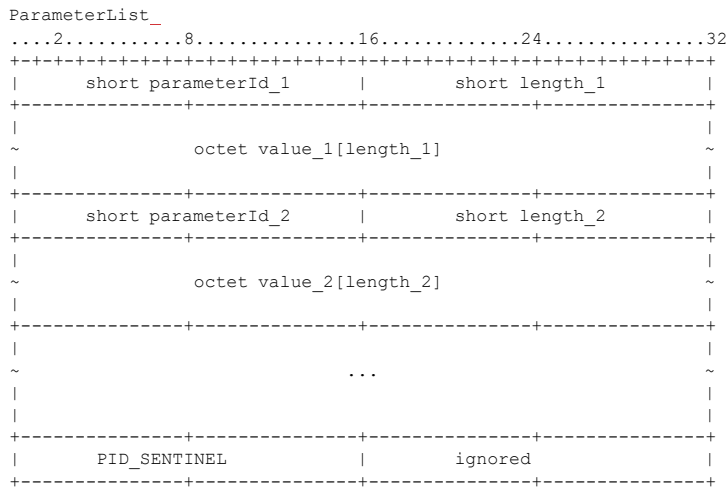 ParameterList_
....2...........8...............16.............24...............32
+-+-+-+-+-+-+-+-+-+-+-+-+-+-+-+-+-+-+-+-+-+-+-+-+-+-+-+-+-+-+-+-+
| short parameterId_1 | short length_1 |
+---------------+---------------+---------------+---------------+
| |
~ octet value_1[length_1] ~
| |
+---------------+---------------+---------------+---------------+
| short parameterId_2 | short length_2 |
+---------------+---------------+---------------+---------------+
| |
~ octet value_2[length_2] ~
| |
+---------------+---------------+---------------+---------------+
| |
~ ... ~
| |
| |
+---------------+---------------+---------------+---------------+
| PID_SENTINEL | ignored |
+---------------+---------------+---------------+---------------+